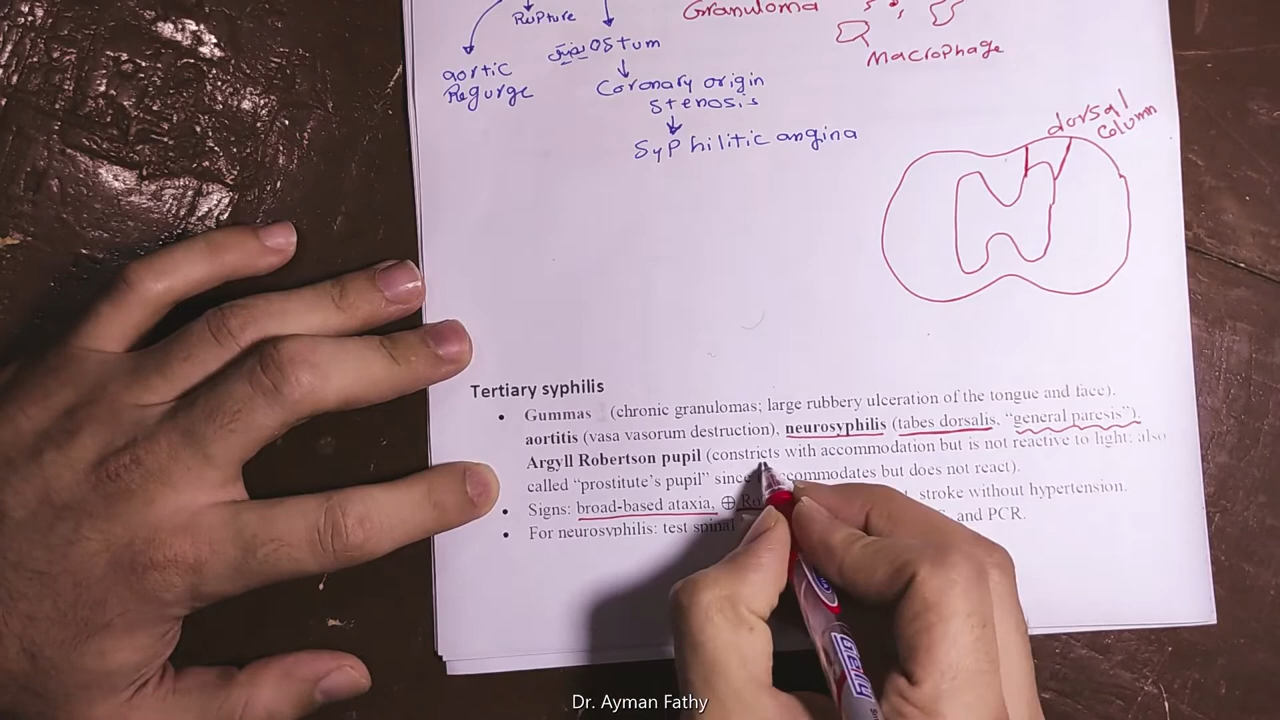 Rupture
Granuloma
ostum
Macrophage
aortic
Regurge
Coronary origin
stenosis
Syphilitic angina
dorsal
column
Tertiary syphilis
• Gummas (chronic granulomas; large rubbery ulceration of the tongue and face).
aortitis (vasa vasorum destruction), neurosyphilis (tabes dorsalis, “general paresis”).
Argyll Robertson pupil (constricts with accommodation but is not reactive to light: also
called “prostitute’s pupil” since accommodates but does not react).
• Signs: broad-based ataxia, ⊕ Ro stroke without hypertension.
• For neurosyphilis: test spinal and PCR.
Gelly
Dr. Ayman Fathy